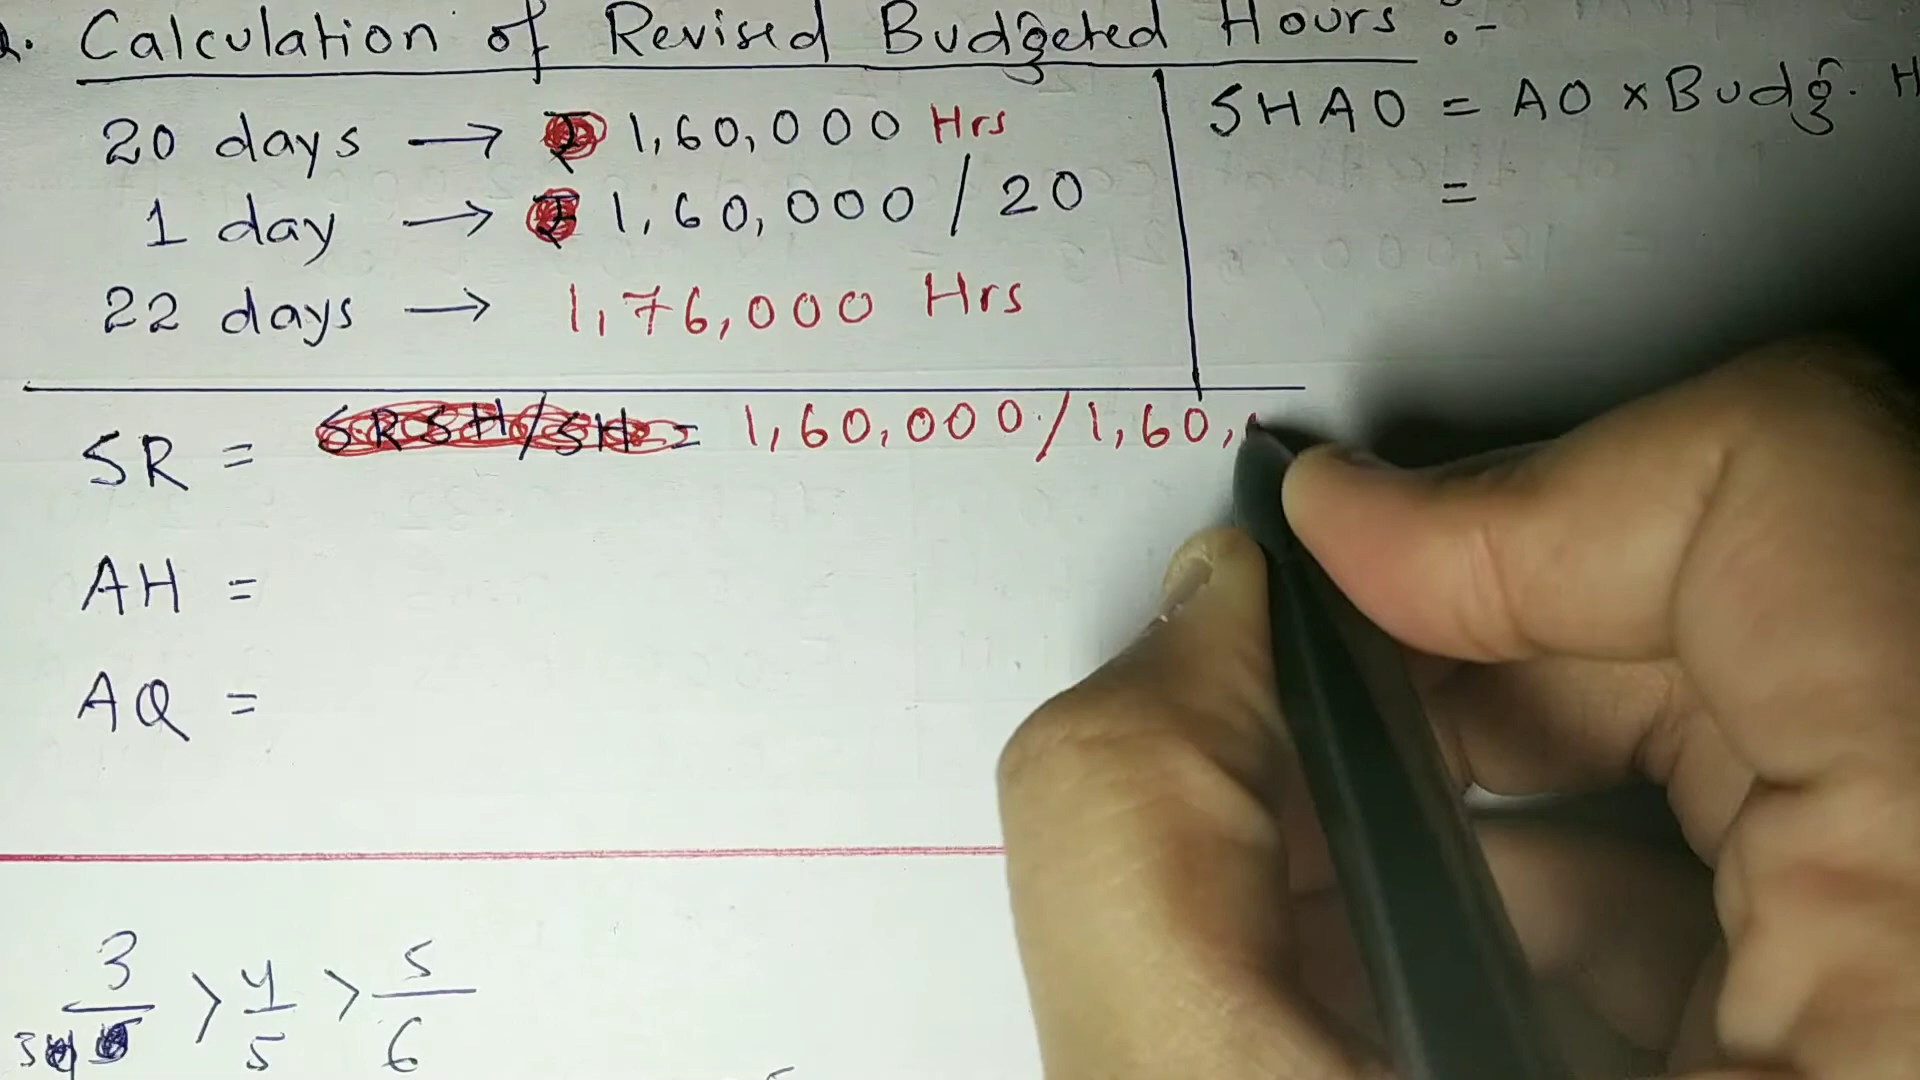 Calculation of Revised Budgeted Hours :-
20 days → 1,60,000 Hrs
1 day → 1,60,000 / 20
22 days → 1,76,000 Hrs
SHAO = AO × Budg. H
=
SR = SRSH/SH = 1,60,000/1,60,
AH =
AQ =
3 > 4 > 5
5 6